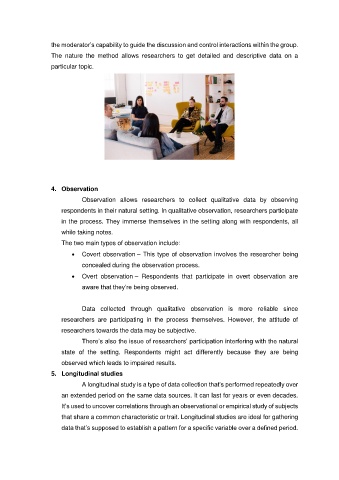 the moderator's capability to guide the discussion and control interactions within the group.
The nature the method allows researchers to get detailed and descriptive data on a
particular topic.
4. Observation
Observation allows researchers to collect qualitative data by observing
respondents in their natural setting. In qualitative observation, researchers participate
in the process. They immerse themselves in the setting along with respondents, all
while taking notes.
The two main types of observation include:
• Covert observation – This type of observation involves the researcher being
concealed during the observation process.
• Overt observation – Respondents that participate in overt observation are
aware that they're being observed.
Data collected through qualitative observation is more reliable since
researchers are participating in the process themselves. However, the attitude of
researchers towards the data may be subjective.
There's also the issue of researchers' participation interfering with the natural
state of the setting. Respondents might act differently because they are being
observed which leads to impaired results.
5. Longitudinal studies
A longitudinal study is a type of data collection that's performed repeatedly over
an extended period on the same data sources. It can last for years or even decades.
It's used to uncover correlations through an observational or empirical study of subjects
that share a common characteristic or trait. Longitudinal studies are ideal for gathering
data that's supposed to establish a pattern for a specific variable over a defined period.